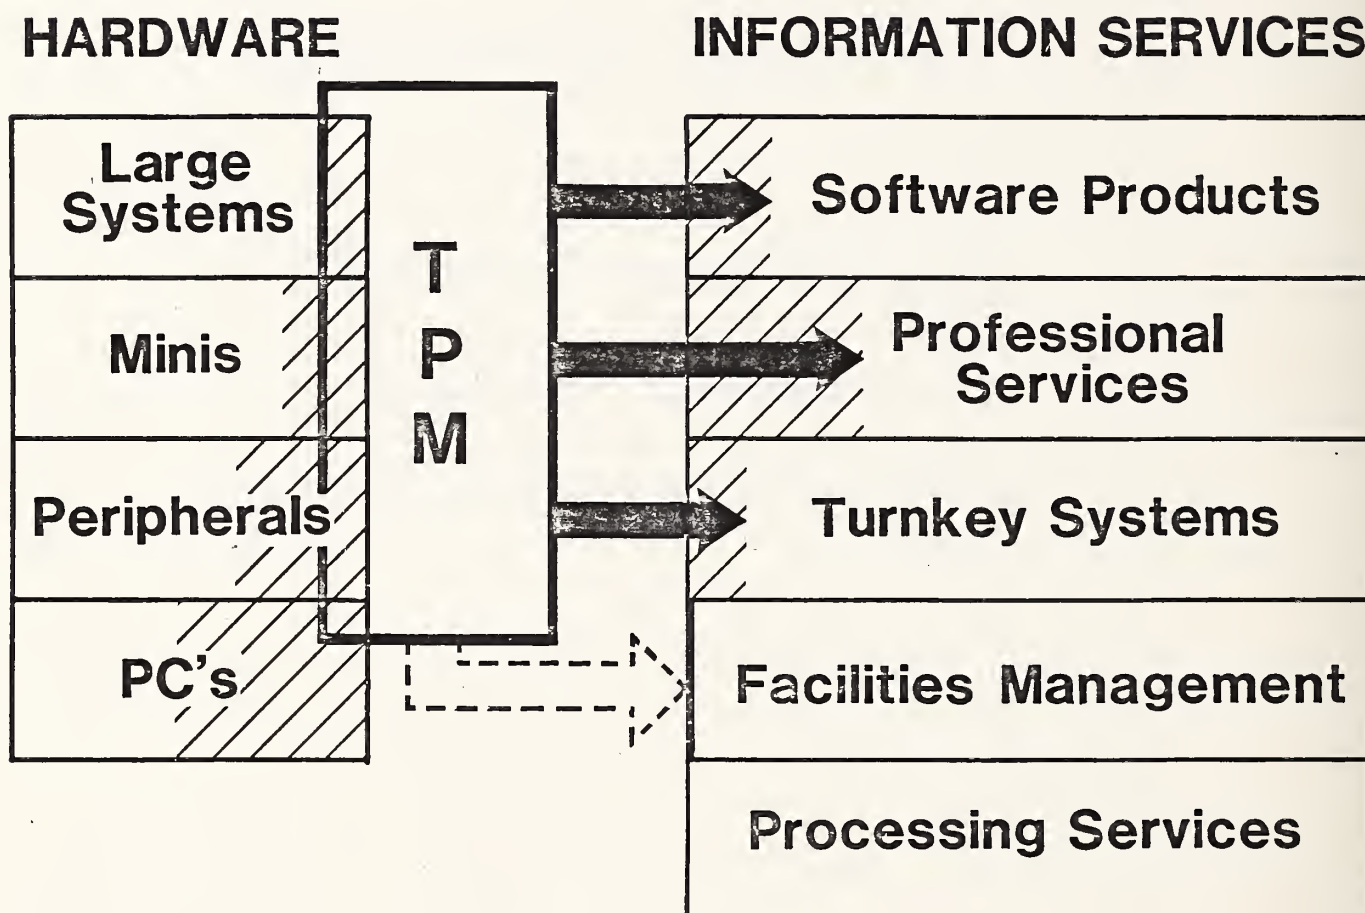 HARDWARE
INFORMATION SERVICES
Large
Systems
Minis
Peripherals
PC's
T
P
M
Software Products
Professional
Services
Turnkey Systems
Facilities Management
Processing Services